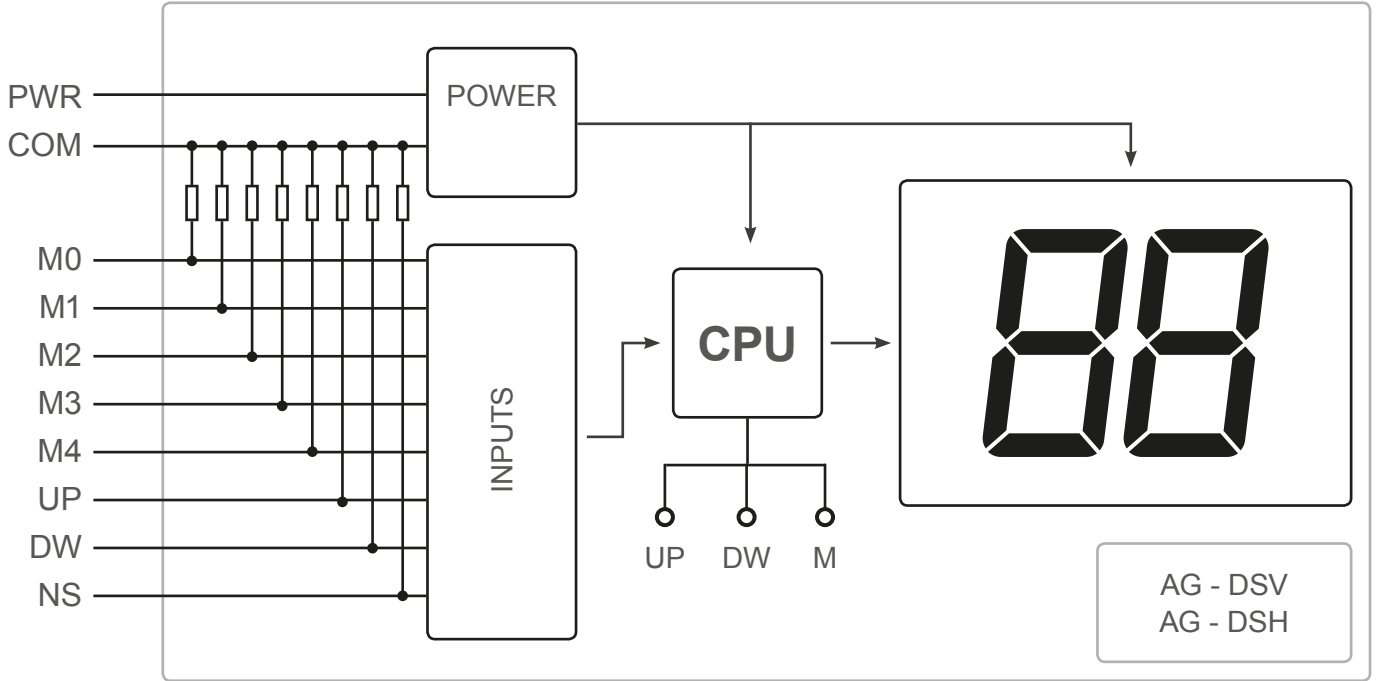 PWR
POWER
COM
M0
M1
M2
M3
M4
UP
DW
NS
INPUTS
CPU
UP DW M
88
AG - DSV
AG - DSH